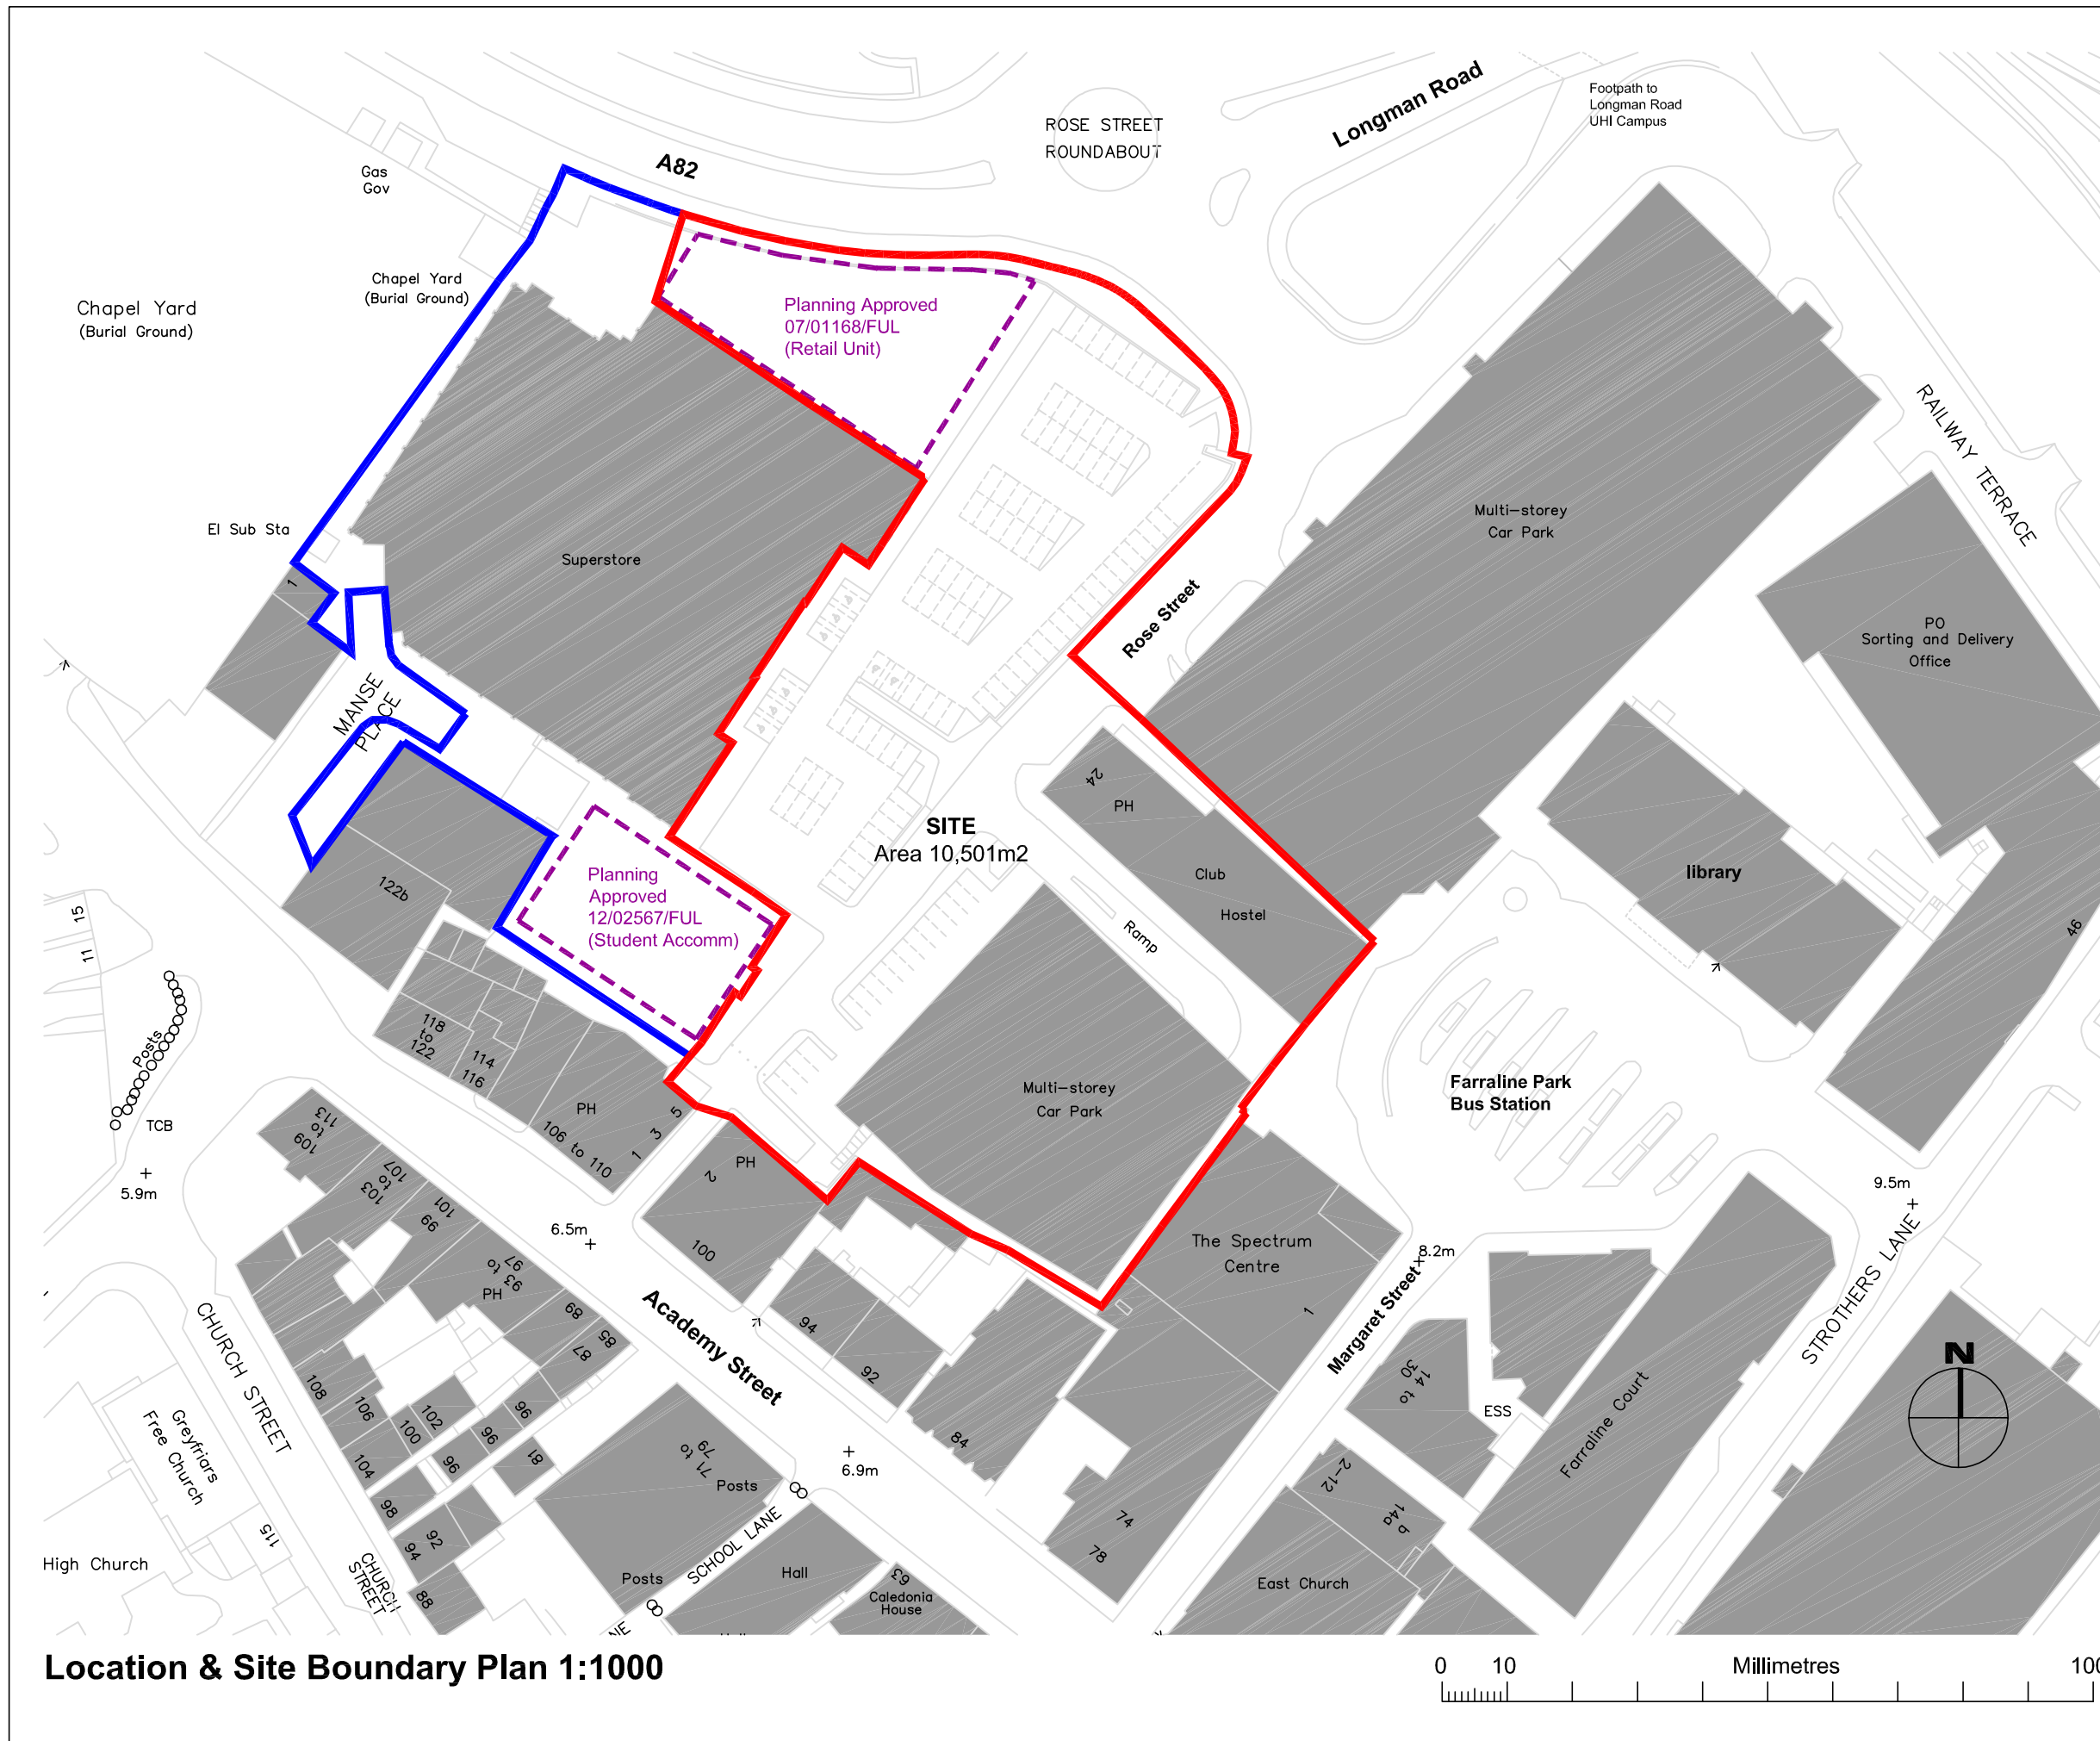 Longman Road
Footpath to
Longman Road
UHI Campus
ROSE STREET
ROUNDABOUT
A82
Gas
Gov
Chapel Yard
(Burial Ground)
Chapel Yard
(Burial Ground)
Planning Approved
07/01168/FUL
(Retail Unit)
RAILWAY TERRACE
El Sub Sta
1
Superstore
Multi-storey
Car Park
Rose Street
PO
Sorting and Delivery
Office
MANSE
PLACE
24
PH
SITE
Area 10,501m2
Club
Hostel
library
46
Planning
Approved
12/02567/FUL
(Student Accomm)
122b
15
11
Ramp
Posts
TCB
5.9m
118
to
122
114
116
PH
106 to 110
1
3
5
Multi-storey
Car Park
Farraline Park
Bus Station
113
to
109
107
to
103
101
99
97
to
93
PH
89
87
85
6.5m
2
PH
100
The Spectrum
Centre
1
8.2m
Margaret Street
9.5m
STROTHERS LANE
N
Academy Street
94
92
84
CHURCH STREET
108
106
104
102
100
98
96
96
96
94
92
88
81
Greyfriars
Free Church
115
High Church
CHURCH
STREET
79
to
71
Posts
6.9m
SCHOOL LANE
Posts
Hall
63
Caledonia
House
74
78
14 to
30
ESS
Farraline Court
2-12
14a
b
East Church
Location & Site Boundary Plan 1:1000
0
10
Millimetres
100